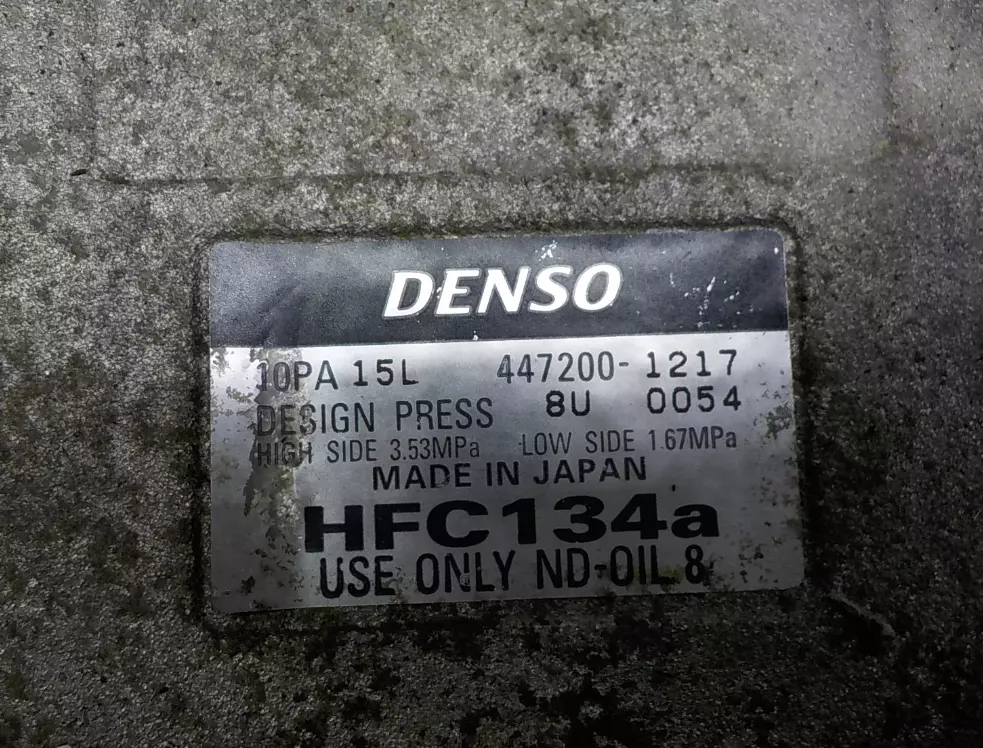 DENSO
10PA 15L 447200-1217
DESIGN PRESS 8U 0054
HIGH SIDE 3.53MPa LOW SIDE 1.67MPa
MADE IN JAPAN
HFC134a
USE ONLY ND-OIL 8